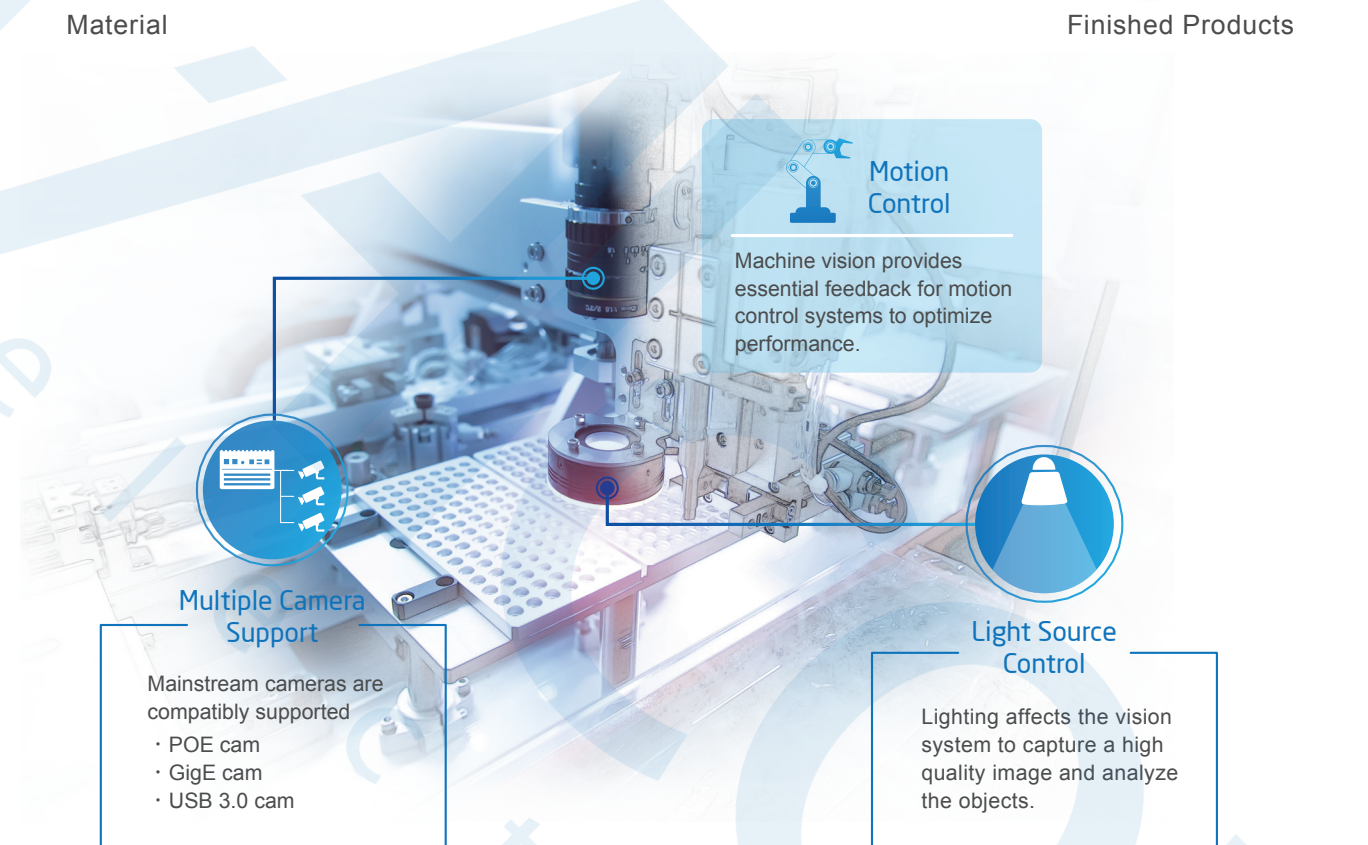 Material
Finished Products
Motion
Control
Machine vision provides
essential feedback for motion
control systems to optimize
performance.
Multiple Camera
Support
Mainstream cameras are
compatibly supported
· POE cam
· GigE cam
· USB 3.0 cam
Light Source
Control
Lighting affects the vision
system to capture a high
quality image and analyze
the objects.